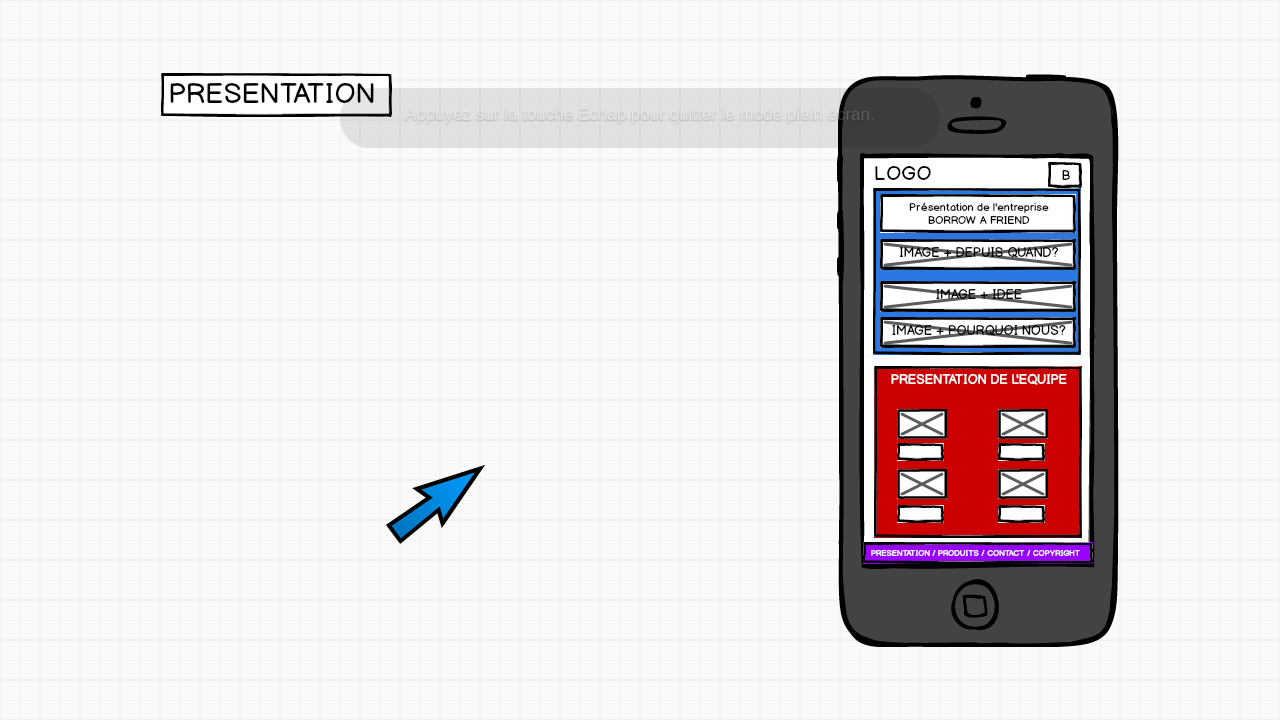 PRESENTATION
Appuyez sur la touche Echap pour quitter le mode plein écran.
LOGO
B
Présentation de l'entreprise
BORROW A FRIEND
IMAGE + DEPUIS QUAND?
IMAGE + IDEE
IMAGE + POURQUOI NOUS?
PRESENTATION DE L'EQUIPE
PRESENTATION / PRODUITS / CONTACT / COPYRIGHT